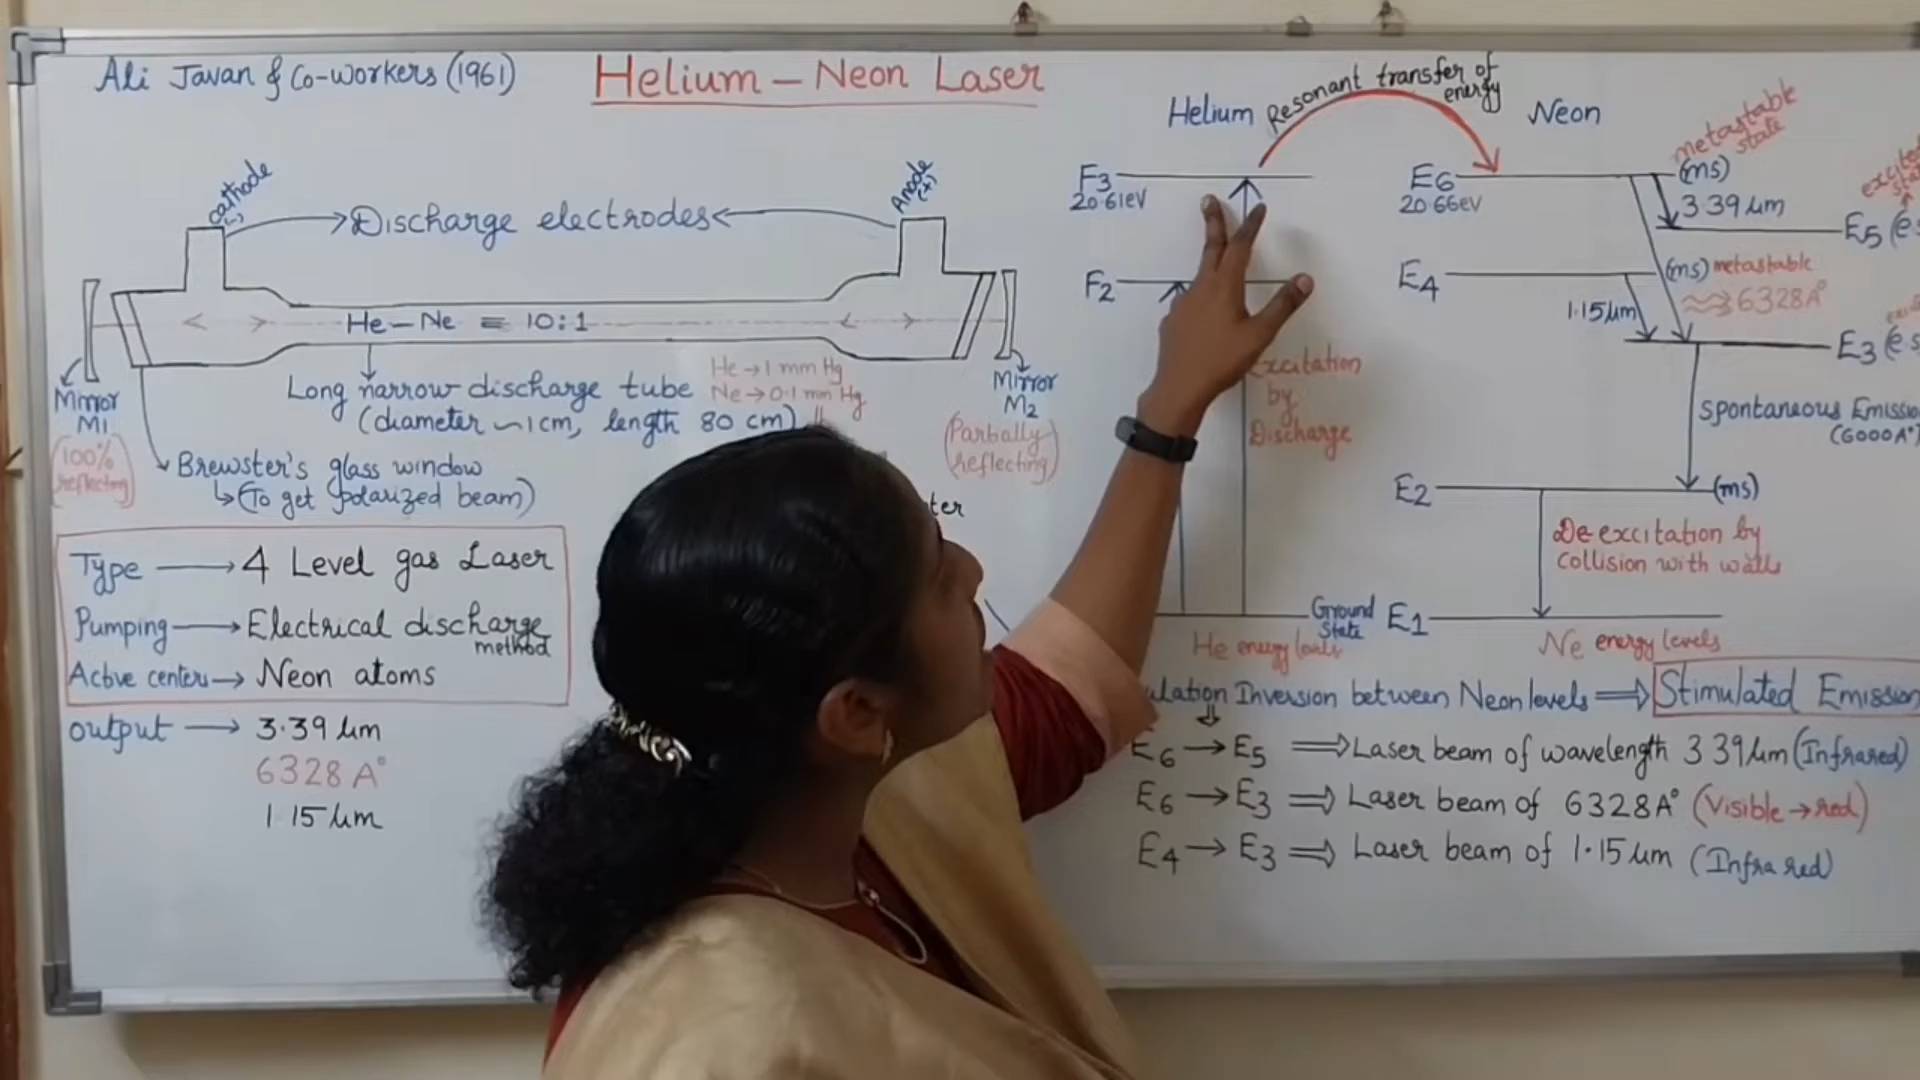 Ali Javan & Co-workers (1961)
Helium – Neon Laser
Cathode
(-)
Discharge electrodes
Anode
(+)
He – Ne = 10:1
Mirror
M1
(100%
reflecting)
Long narrow discharge tube
(diameter ~1cm, length 80 cm)
He → 1 mm Hg
Ne → 0.1 mm Hg
Mirror
M2
(Partially
reflecting)
Brewster's glass window
(To get polarized beam)
Type → 4 Level gas Laser
Pumping → Electrical discharge
method
Active centers → Neon atoms
output → 3.39 μm
6328 A°
1.15 μm
Helium
Resonant transfer of
energy
Neon
F3
20.61eV
F2
Excitation
by
Discharge
Ground
State
He energy levels
E6
20.66eV
metastable
state
(ms)
3.39 μm
E5
E4
(ms) metastable
6328A°
1.15μm
E3
spontaneous
(6000A°)
E2
(ms)
De-excitation by
collision with walls
E1
Ne energy levels
Inversion between Neon levels ⇒ Stimulated Emission
E6 → E5 ⇒ Laser beam of wavelength 3.39 μm (Infrared)
E6 → E3 ⇒ Laser beam of 6328A° (Visible → red)
E4 → E3 ⇒ Laser beam of 1.15 μm (Infra red)